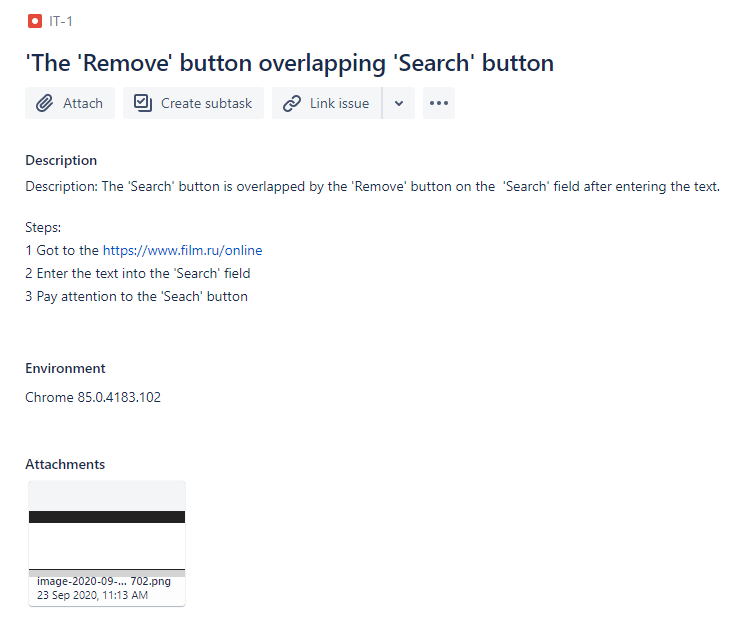 IT-1
'The 'Remove' button overlapping 'Search' button
Attach
Create subtask
Link issue
Description
Description: The 'Search' button is overlapped by the 'Remove' button on the 'Search' field after entering the text.
Steps:
1 Got to the https://www.film.ru/online
2 Enter the text into the 'Search' field
3 Pay attention to the 'Seach' button
Environment
Chrome 85.0.4183.102
Attachments
image-2020-09-... 702.png
23 Sep 2020, 11:13 AM